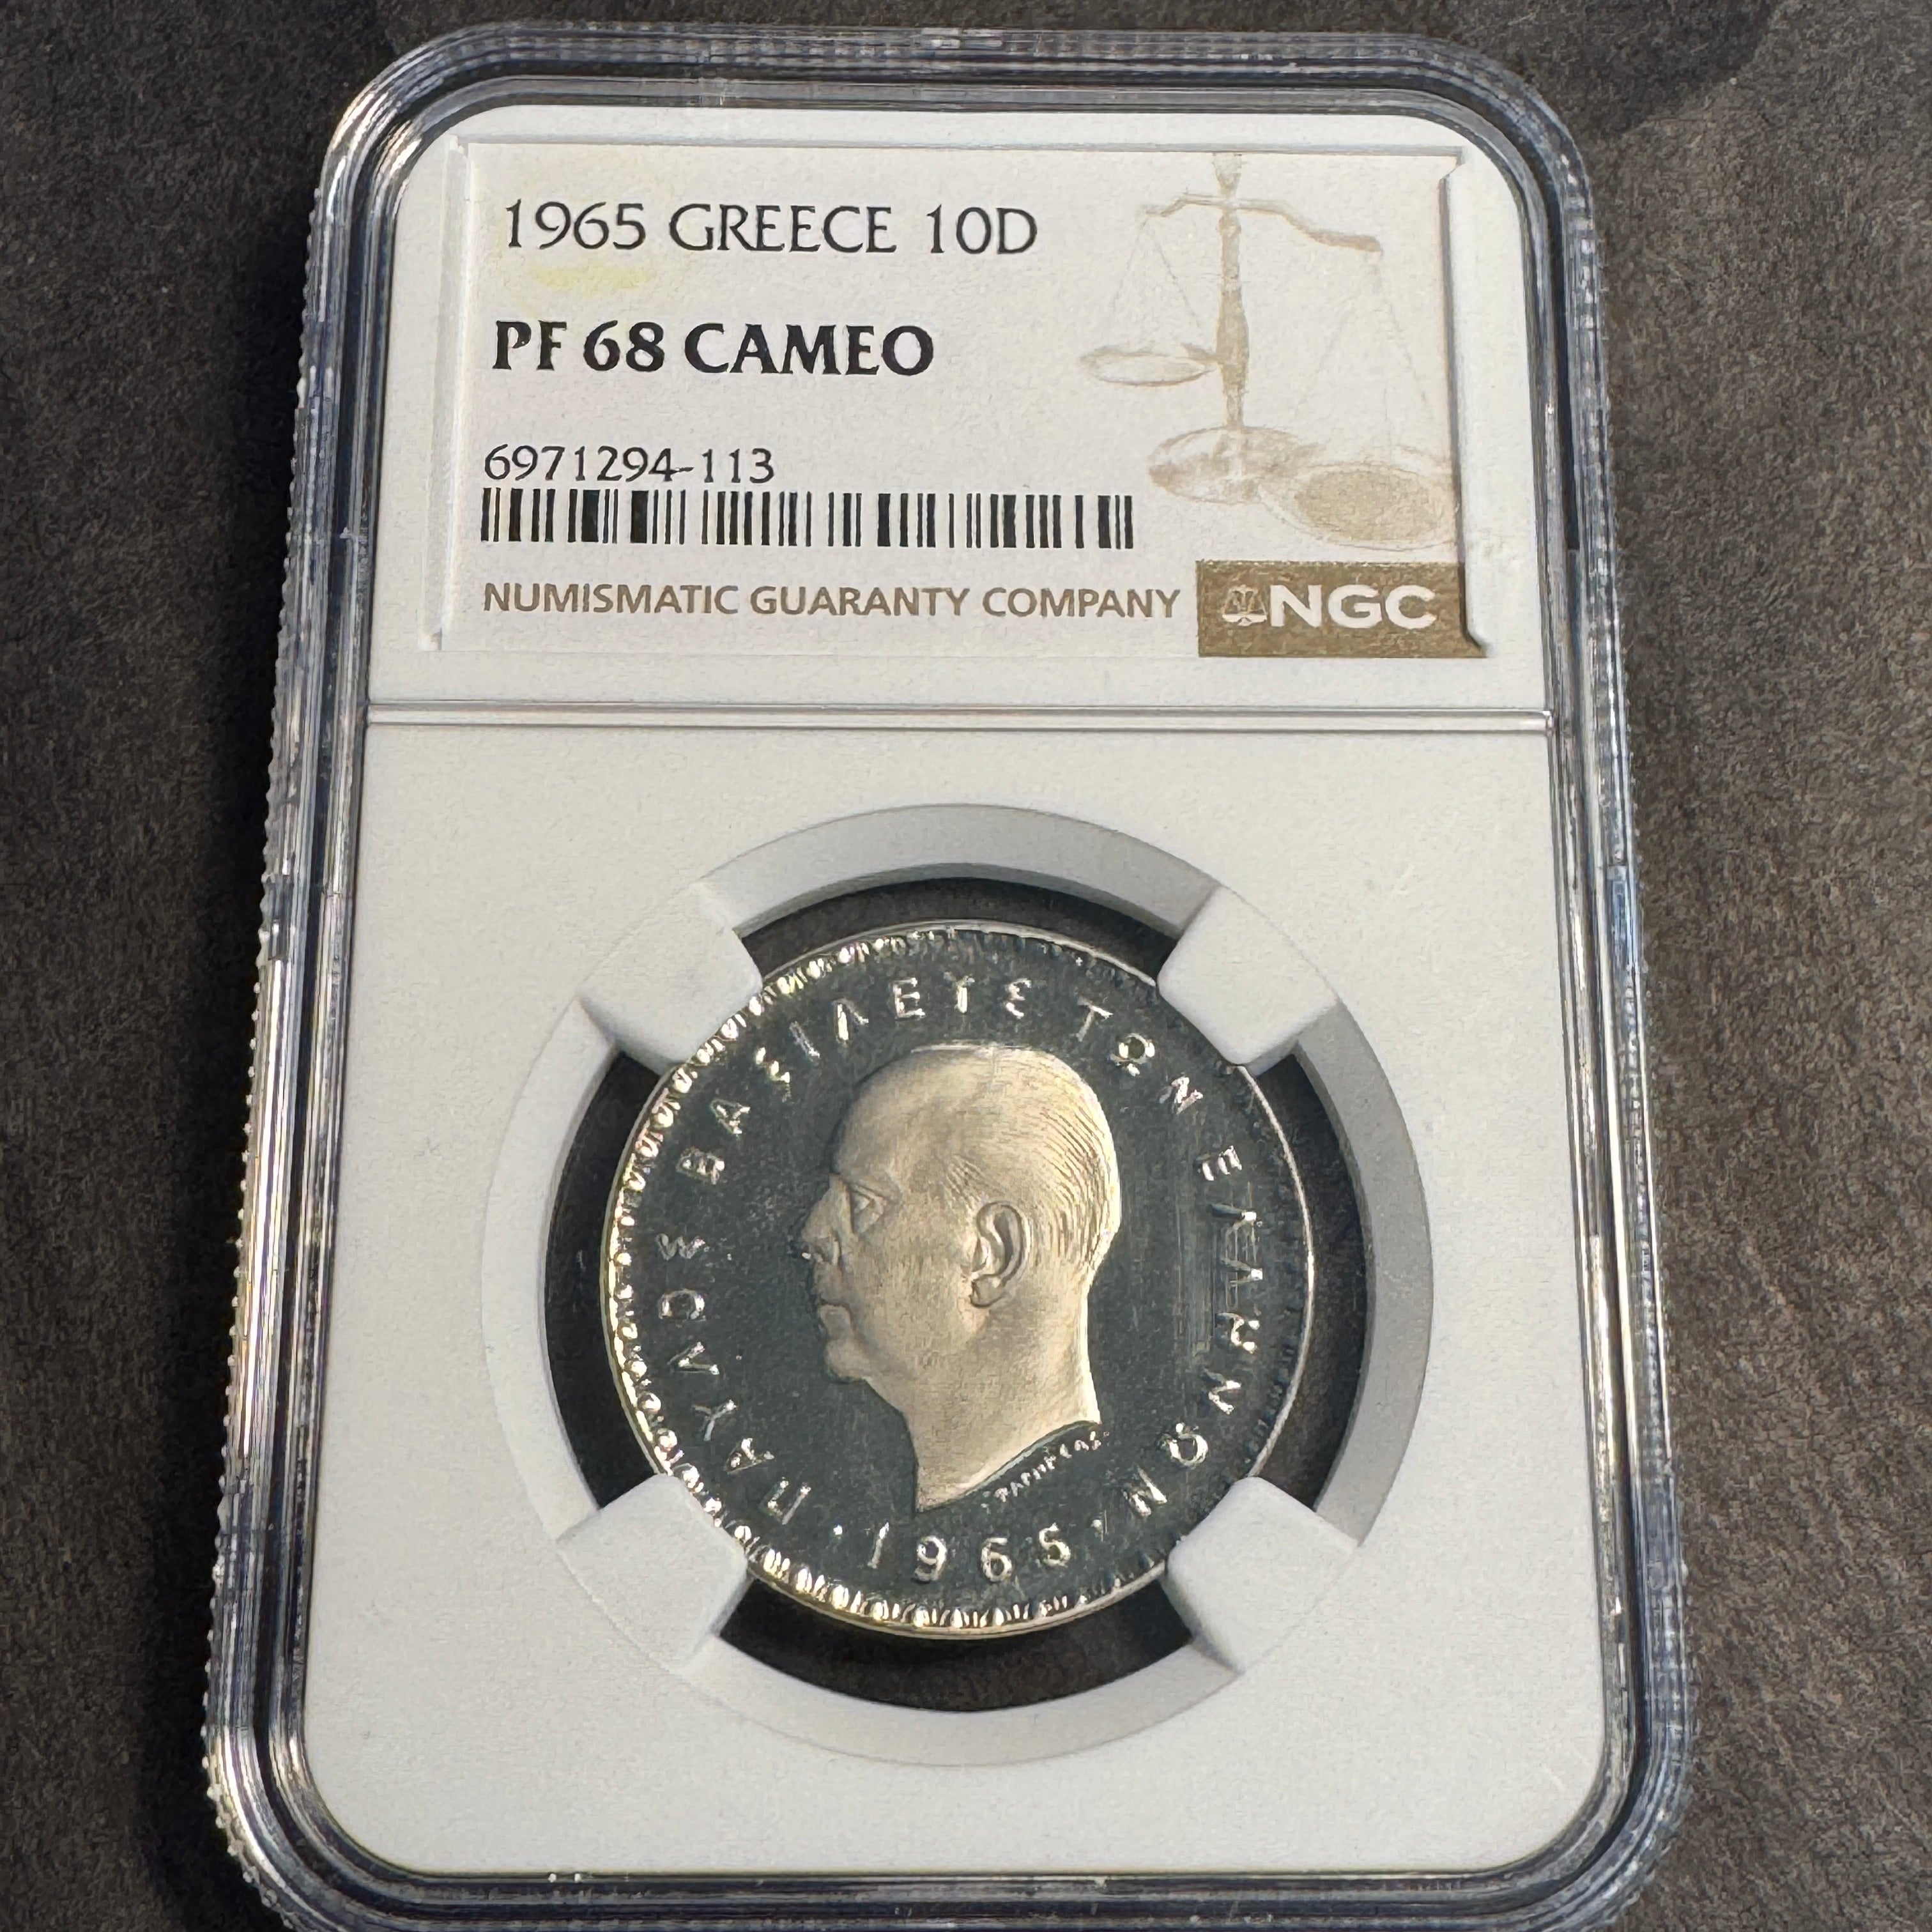 1965 GREECE 10D
PF 68 CAMEO
6971294-113
NUMISMATIC GUARANTY COMPANY
NGC
ΠΑΥΛΟΣ ΒΑΣΙΛΕΥΣ ΤΩΝ ΕΛΛΗΝΩΝ
·1965·